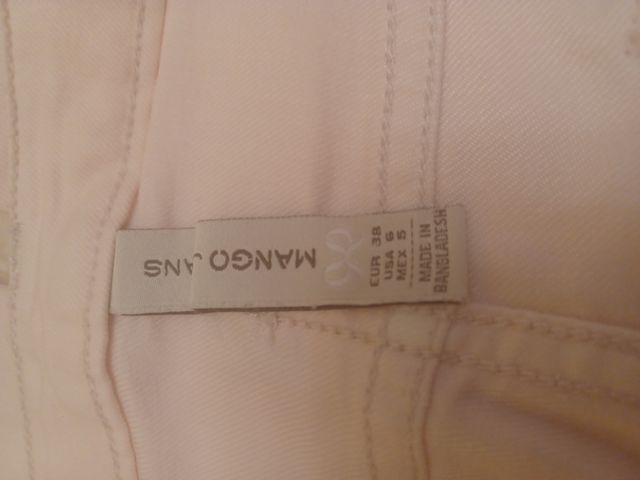 MANGO
ANS
EUR 38
USA 6
MEX 5
MADE IN
BANGLADESH